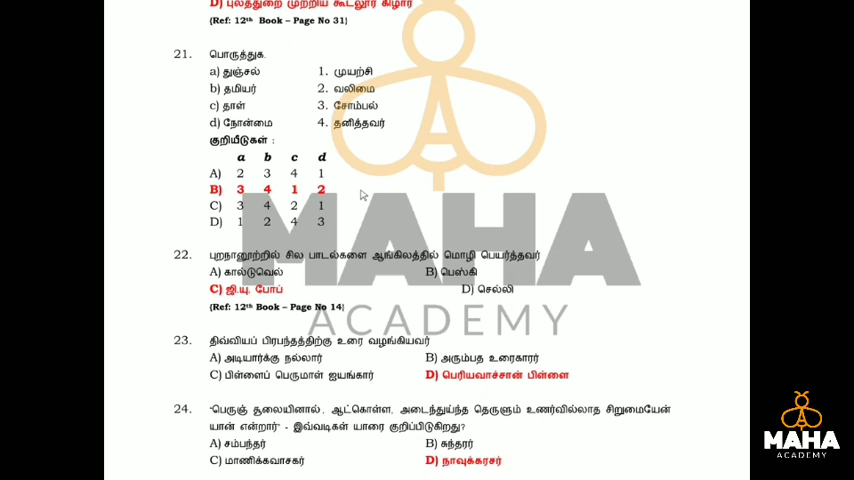 D) புலத்துறை முற்றிய கூடலூர் கிழார்
{Ref: 12th Book – Page No 31}
21. பொருத்துக.
a) துஞ்சல் 1. முயற்சி
b) தமியர் 2. வலிமை
c) தாள் 3. சோம்பல்
d) நோன்மை 4. தனித்தவர்
குறியீடுகள் :
a b c d
A) 2 3 4 1
B) 3 4 1 2
C) 3 4 2 1
D) 1 2 4 3
22. புறநானூற்றில் சில பாடல்களை ஆங்கிலத்தில் மொழி பெயர்த்தவர்
A) கால்டுவெல் B) பெஸ்கி
C) ஜி.யு. போப் D) செல்லி
{Ref: 12th Book – Page No 14}
23. திவ்வியப் பிரபந்தத்திற்கு உரை வழங்கியவர்
A) அடியார்க்கு நல்லார் B) அரும்பத உரைகாரர்
C) பிள்ளைப் பெருமாள் ஐயங்கார் D) பெரியவாச்சான் பிள்ளை
24. "பெருகு சூலையினால், ஆட்கொள்ள, அடைந்துய்ந்த தெருளும் உணர்வில்லாத சிறுமையேன்
யான் என்றார்" - இவ்வடிகள் யாரை குறிப்பிடுகிறது?
A) சம்பந்தர் B) சுந்தரர்
C) மாணிக்கவாசகர் D) நாவுக்கரசர்
MAHA
ACADEMY
MAHA
ACADEMY